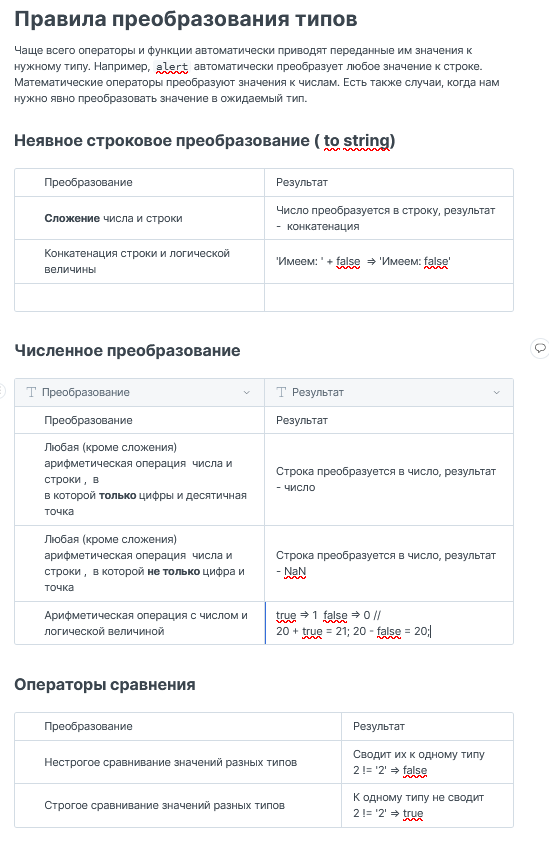 Правила преобразования типов
Чаще всего операторы и функции автоматически приводят переданные им значения к
нужному типу. Например, alert автоматически преобразует любое значение к строке.
Математические операторы преобразуют значения к числам. Есть также случаи, когда нам
нужно явно преобразовать значение в ожидаемый тип.
Неявное строковое преобразование ( to string)
Преобразование
Результат
Сложение числа и строки
Число преобразуется в строку, результат
- конкатенация
Конкатенация строки и логической
величины
'Имеем: ' + false ⇒ 'Имеем: false'
Численное преобразование
Преобразование
Результат
Преобразование
Результат
Любая (кроме сложения)
арифметическая операция числа и
строки , в
в которой только цифры и десятичная
точка
Строка преобразуется в число, результат
- число
Любая (кроме сложения)
арифметическая операция числа и
строки , в которой не только цифра и
точка
Строка преобразуется в число, результат
- NaN
Арифметическая операция с числом и
логической величиной
true ⇒ 1 false ⇒ 0 //
20 + true = 21; 20 - false = 20;
Операторы сравнения
Преобразование
Результат
Нестрогое сравнивание значений разных типов
Сводит их к одному типу
2 != '2' ⇒ false
Строгое сравнивание значений разных типов
К одному типу не сводит
2 != '2' ⇒ true